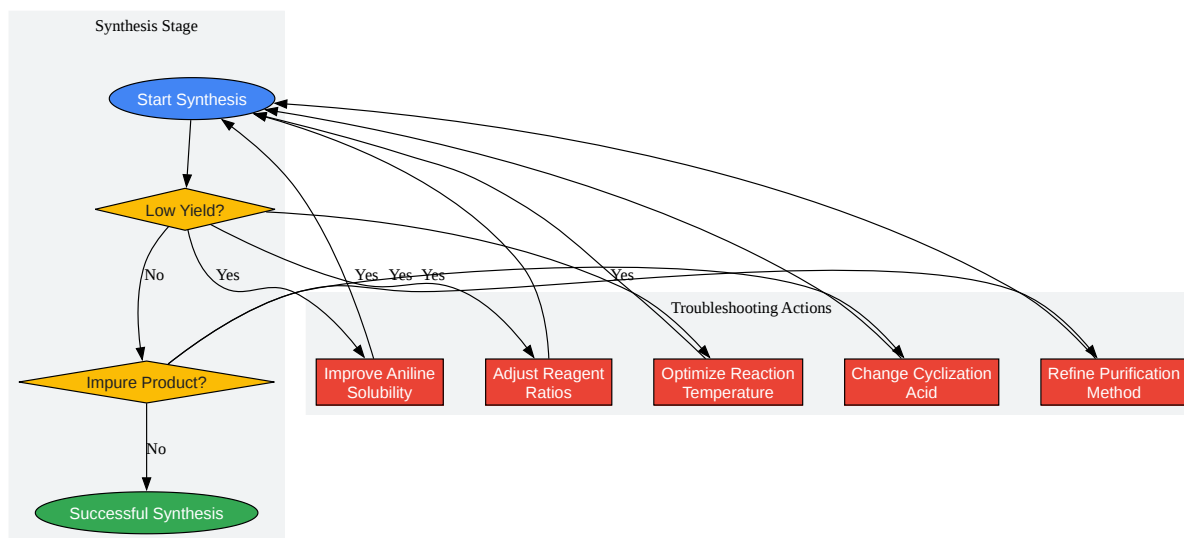 Synthesis Stage
Start Synthesis
Low Yield?
No
Yes
Yes
Yes
Yes
Yes
Troubleshooting Actions
Impure Product?
Improve Aniline
Solubility
Adjust Reagent
Ratios
Optimize Reaction
Temperature
Change Cyclization
Acid
Refine Purification
Method
No
Successful Synthesis